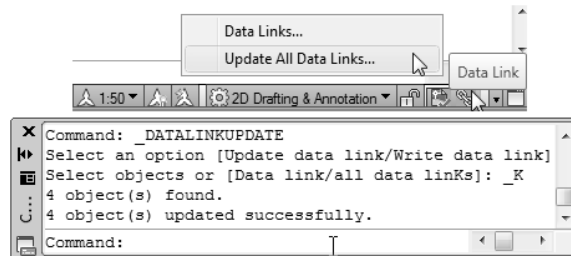 Data Links...
Update All Data Links...
Data Link
1:50
2D Drafting & Annotation
Command: _DATALINKUPDATE
Select an option [Update data link/Write data link]
Select objects or [Data link/all data linKs]: _K
4 object(s) found.
4 object(s) updated successfully.
Command:
C...